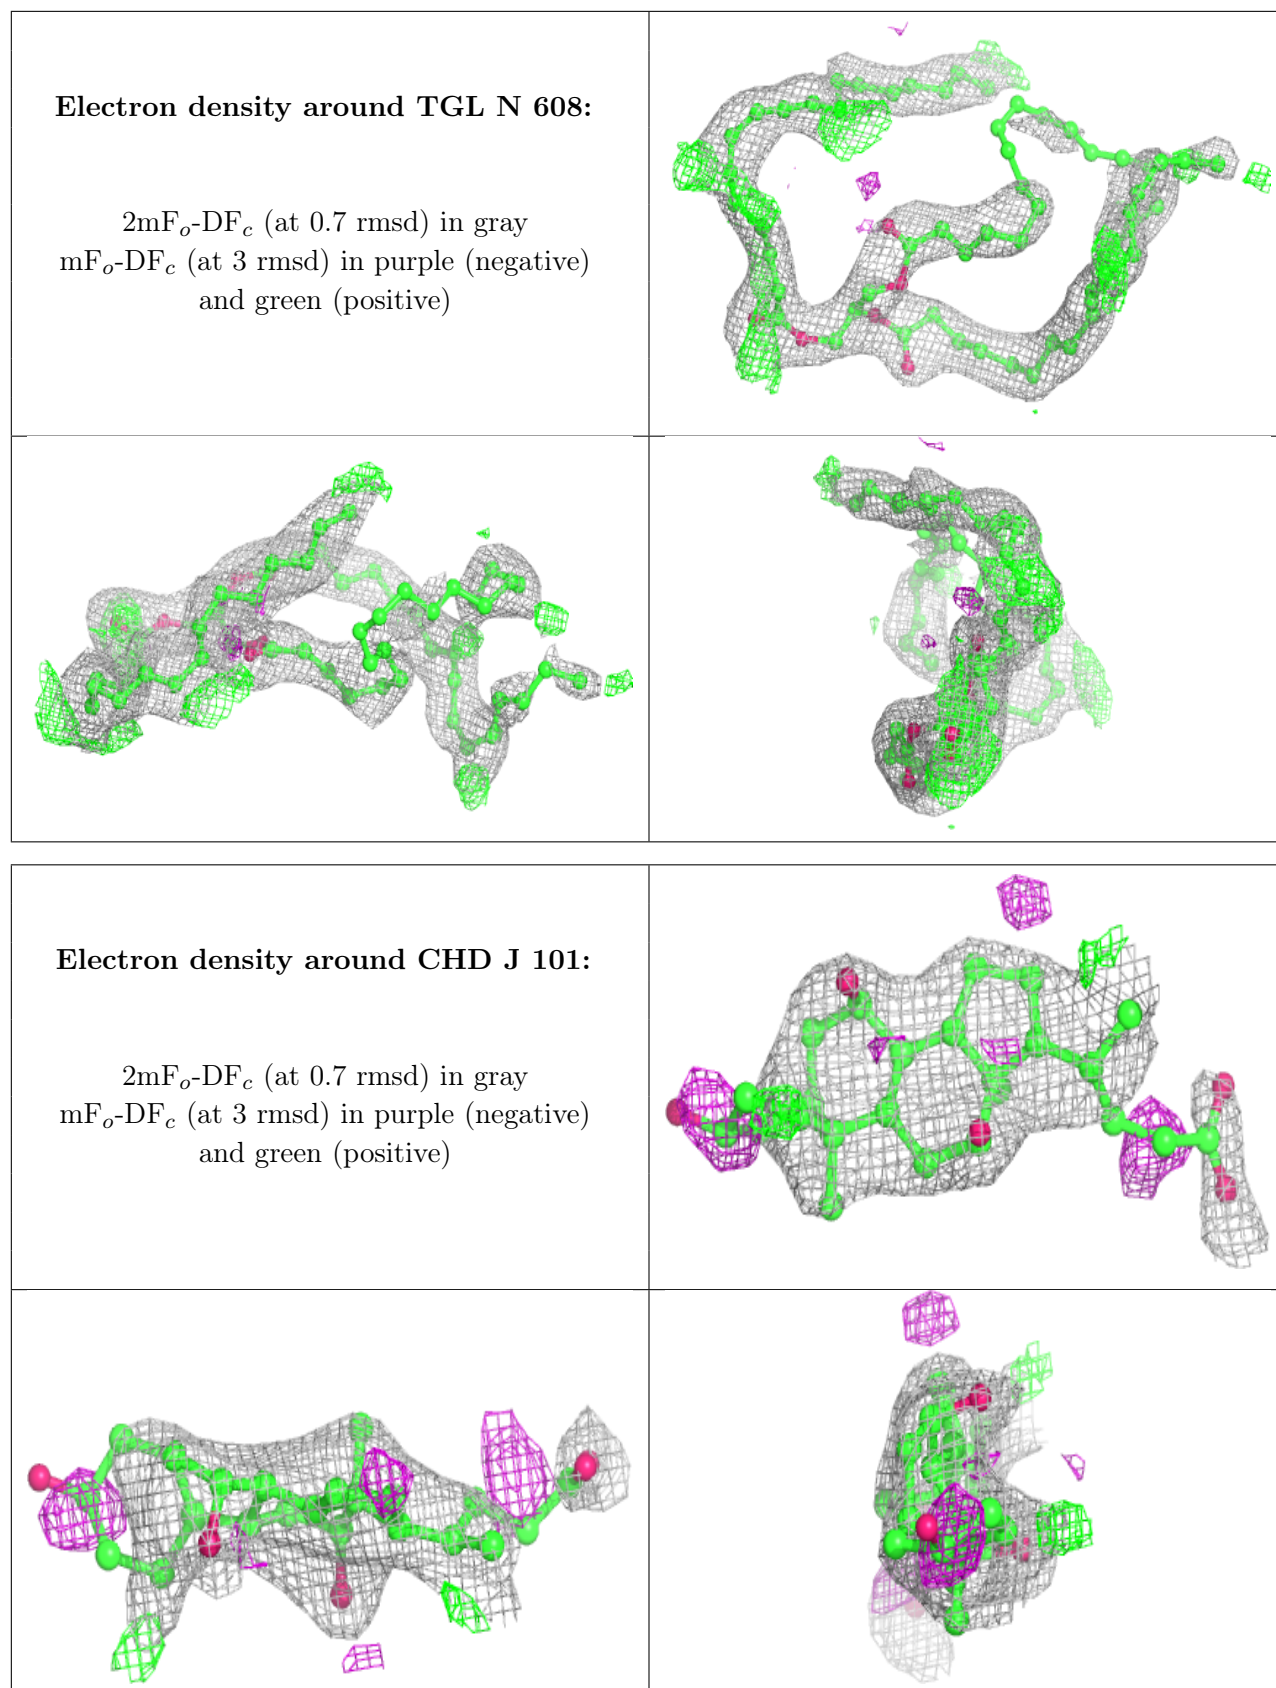 Electron density around TGL N 608:
2mFo-DFc (at 0.7 rmsd) in gray
mFo-DFc (at 3 rmsd) in purple (negative)
and green (positive)
Electron density around CHD J 101:
2mFo-DFc (at 0.7 rmsd) in gray
mFo-DFc (at 3 rmsd) in purple (negative)
and green (positive)